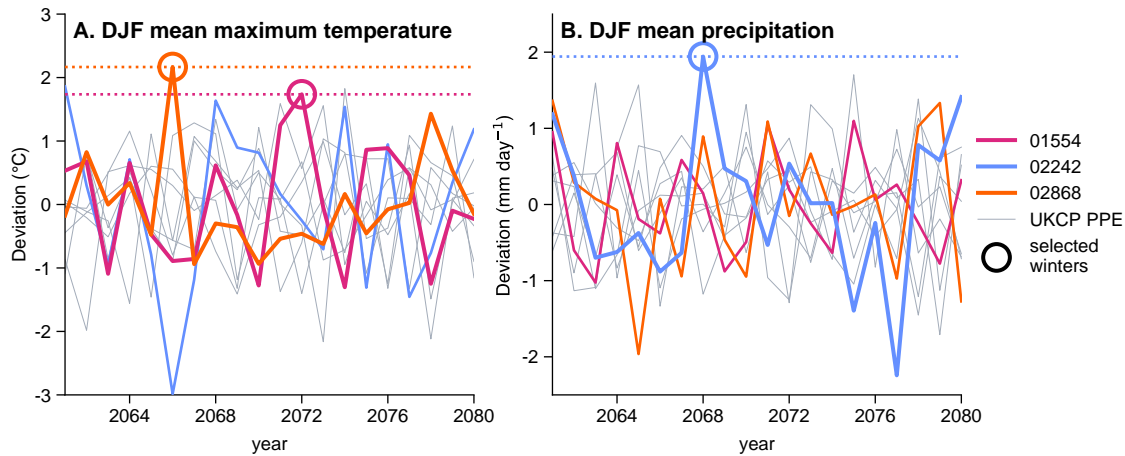 A. DJF mean maximum temperature
3
2
1
0
-1
-2
-3
Deviation (°C)
2064
2068
2072
2076
2080
year
B. DJF mean precipitation
2
1
0
-1
-2
Deviation (mm day⁻¹)
2064
2068
2072
2076
2080
year
01554
02242
02868
UKCP PPE
selected
winters